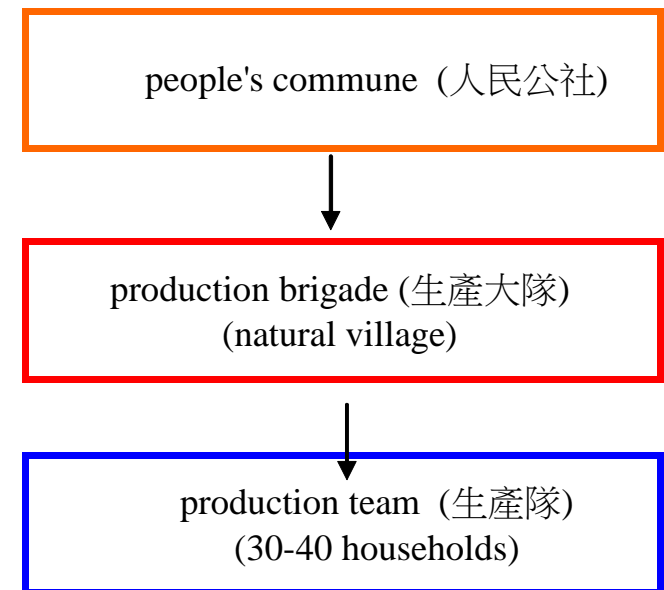 people's commune (人民公社)
production brigade (生產大隊)
(natural village)
production team (生產隊)
(30-40 households)